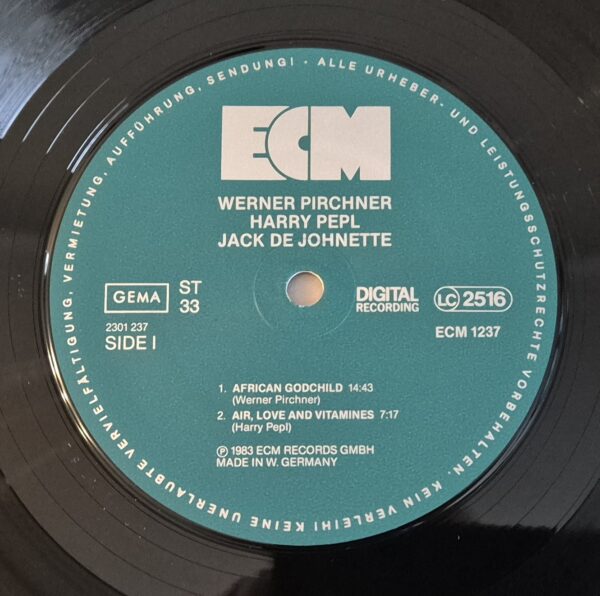 ALLE URHEBER- UND LEISTUNGSSCHUTZRECHTE VORBEHALTEN. KEIN VERLEIH! KEINE UNERLAUBTE VERVIELFÄLTIGUNG, VERMIETUNG, AUFFÜHRUNG, SENDUNG! -
ECM
WERNER PIRCHNER
HARRY PEPL
JACK DE JOHNETTE
GEMA
ST
33
2301 237
SIDE I
DIGITAL
RECORDING
LC 2516
ECM 1237
1. AFRICAN GODCHILD 14:43
(Werner Pirchner)
2. AIR, LOVE AND VITAMINES 7:17
(Harry Pepl)
Ⓟ 1983 ECM RECORDS GMBH
MADE IN W. GERMANY